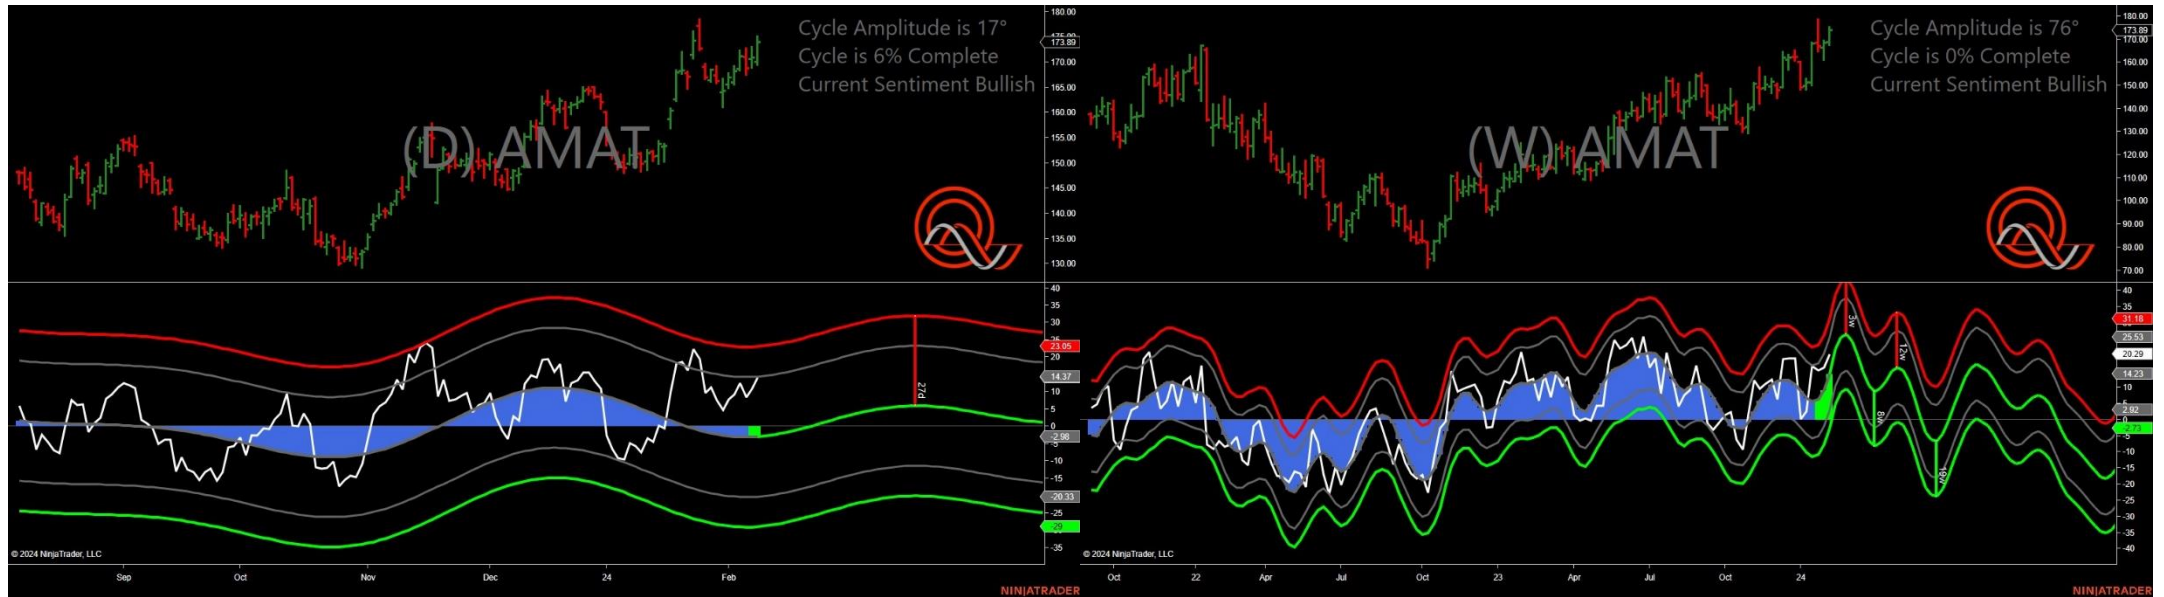 Cycle Amplitude is 17°
Cycle is 6% Complete
Current Sentiment Bullish
(D) AMAT
180.00
173.89
170.00
165.00
160.00
155.00
150.00
145.00
140.00
135.00
130.00
40
35
30
23.05
20
14.37
10
5
0
-2.98
-10
-15
-20.33
-29
-35
27d
© 2024 NinjaTrader, LLC
Sep Oct Nov Dec 24 Feb
NINJATRADER
Cycle Amplitude is 76°
Cycle is 0% Complete
Current Sentiment Bullish
(W) AMAT
180.00
173.89
170.00
160.00
150.00
140.00
130.00
120.00
110.00
100.00
90.00
80.00
70.00
40
35
31.18
25.53
20.29
14.23
10
2.92
-2.73
-10
-15
-20
-25
-30
-35
-40
3w
12w
8w
19w
© 2024 NinjaTrader, LLC
Oct 22 Apr Jul Oct 23 Apr Jul Oct 24
NINJATRADER